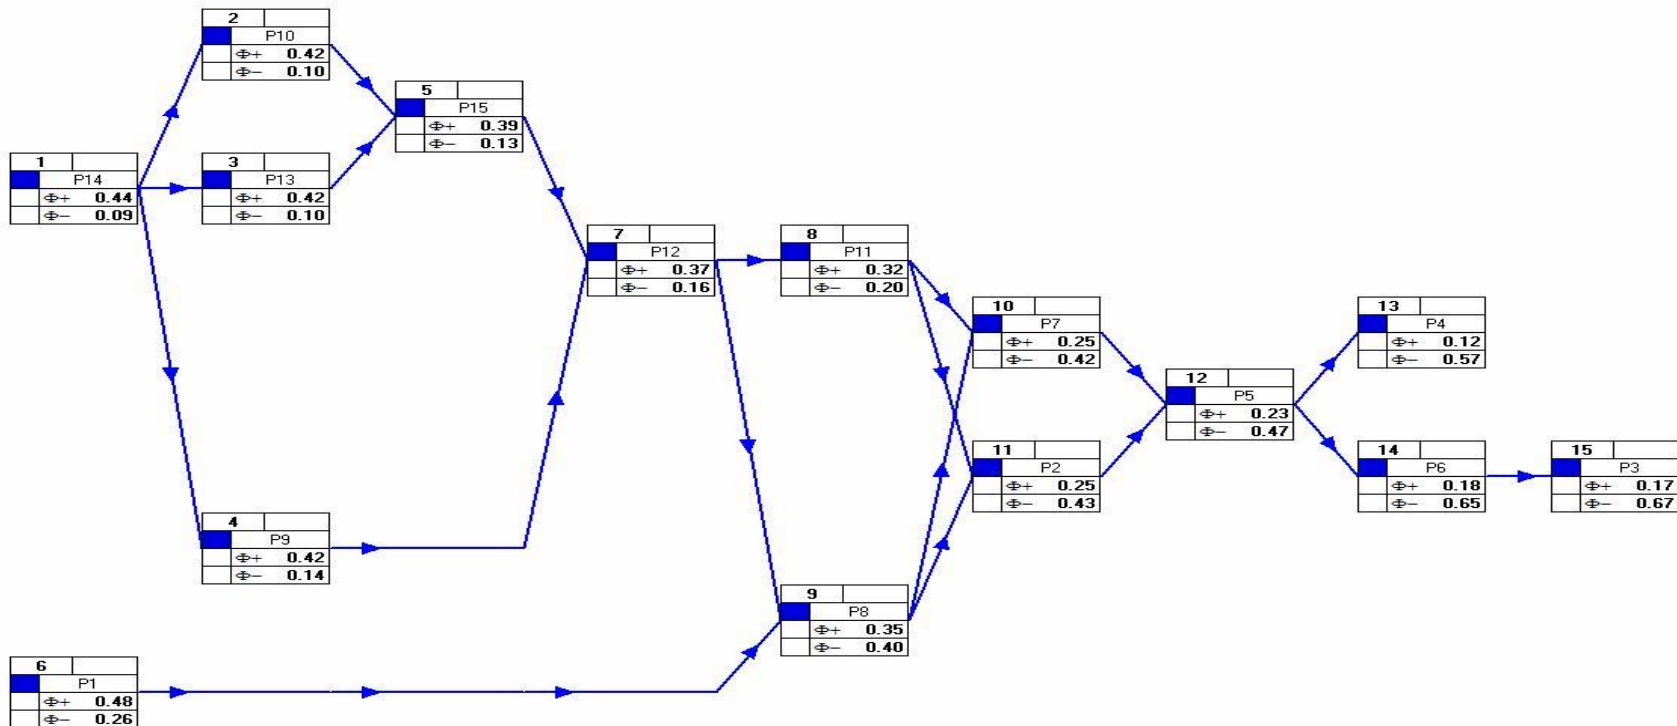 2
P10
Φ+ 0.42
Φ− 0.10
5
P15
Φ+ 0.39
Φ− 0.13
1
P14
Φ+ 0.44
Φ− 0.09
3
P13
Φ+ 0.42
Φ− 0.10
7
P12
Φ+ 0.37
Φ− 0.16
8
P11
Φ+ 0.32
Φ− 0.20
10
P7
Φ+ 0.25
Φ− 0.42
13
P4
Φ+ 0.12
Φ− 0.57
12
P5
Φ+ 0.23
Φ− 0.47
11
P2
Φ+ 0.25
Φ− 0.43
14
P6
Φ+ 0.18
Φ− 0.65
15
P3
Φ+ 0.17
Φ− 0.67
4
P9
Φ+ 0.42
Φ− 0.14
9
P8
Φ+ 0.35
Φ− 0.40
6
P1
Φ+ 0.48
Φ− 0.26